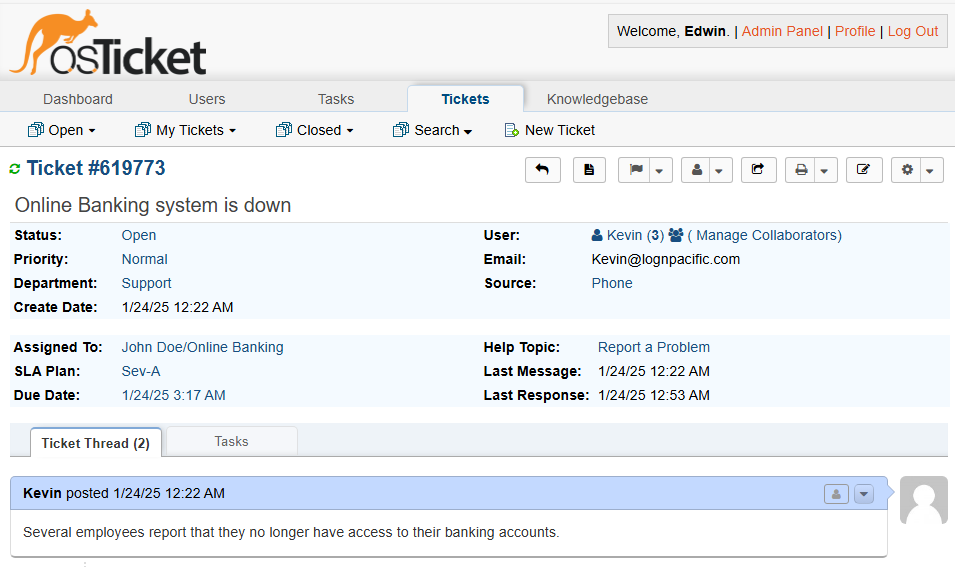 osTicket
Welcome, Edwin. | Admin Panel | Profile | Log Out
Dashboard Users Tasks Tickets Knowledgebase
Open My Tickets Closed Search New Ticket
Ticket #619773
Online Banking system is down
Status: Open User: Kevin (3) ( Manage Collaborators)
Priority: Normal Email: Kevin@lognpacific.com
Department: Support Source: Phone
Create Date: 1/24/25 12:22 AM
Assigned To: John Doe/Online Banking Help Topic: Report a Problem
SLA Plan: Sev-A Last Message: 1/24/25 12:22 AM
Due Date: 1/24/25 3:17 AM Last Response: 1/24/25 12:53 AM
Ticket Thread (2) Tasks
Kevin posted 1/24/25 12:22 AM
Several employees report that they no longer have access to their banking accounts.